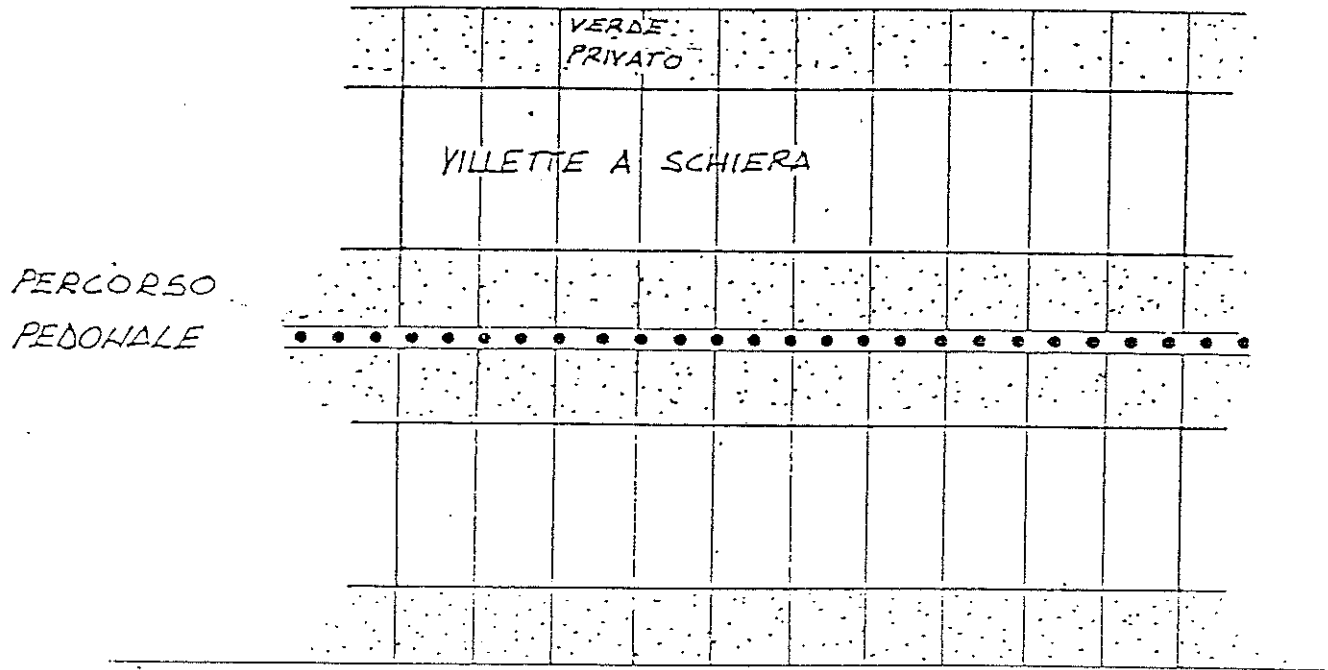 VERDE
PRIVATO
VILLETTE A SCHIERA
PERCORSO
PEDONALE